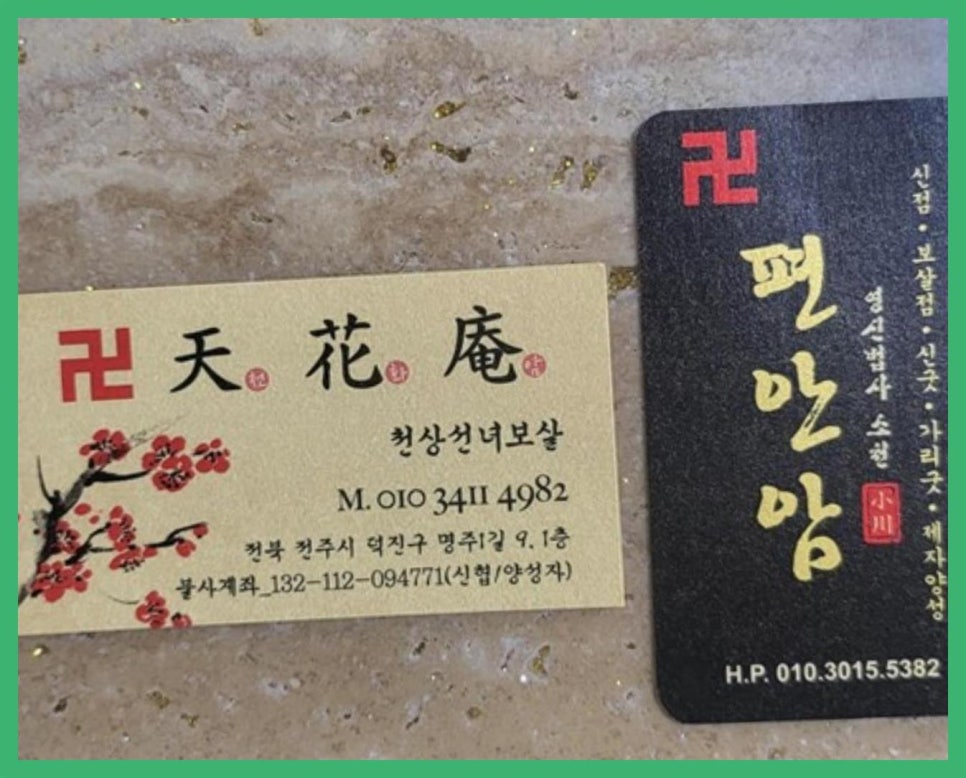 卍 天천 花화 庵암
천상선녀보살
M. 010 3411 4982
전북 전주시 덕진구 명주1길 9. 1층
불사계좌_132-112-094771(신협/양성자)
卍
신점 · 보살점 · 신굿 · 가리굿 · 제자양성
영신법사 소천
小川
편안암
H.P. 010.3015.5382